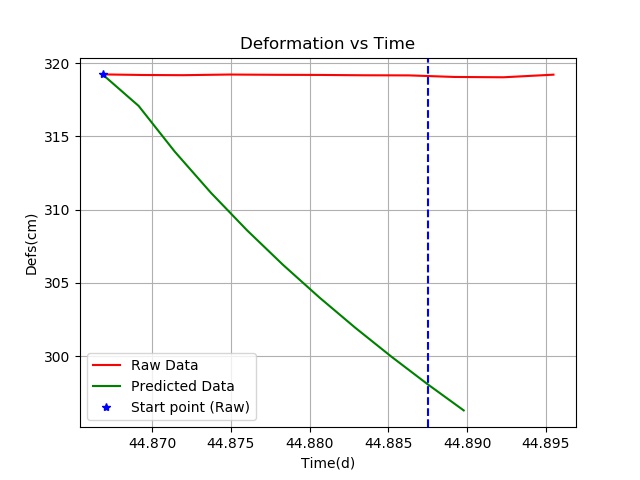 Deformation vs Time
320
315
310
305
300
Defs(cm)
Raw Data
Predicted Data
Start point (Raw)
44.870 44.875 44.880 44.885 44.890 44.895
Time(d)